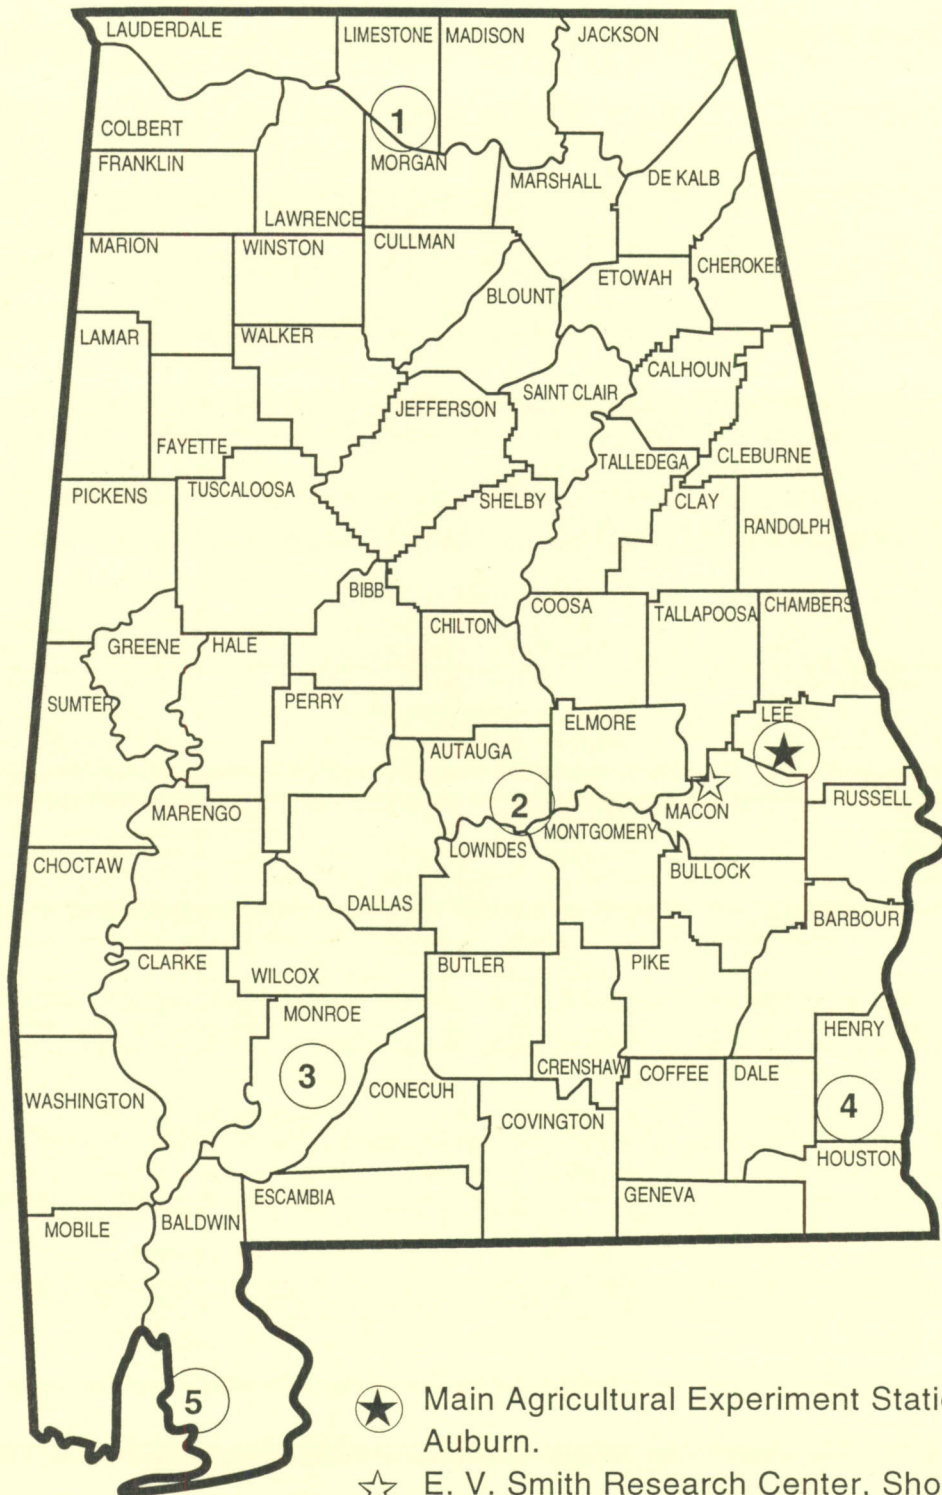 LAUDERDALE
LIMESTONE
MADISON
JACKSON
1
COLBERT
FRANKLIN
MORGAN
MARSHALL
DE KALB
LAWRENCE
MARION
WINSTON
CULLMAN
CHEROKEE
ETOWAH
BLOUNT
LAMAR
WALKER
CALHOUN
SAINT CLAIR
JEFFERSON
FAYETTE
CLEBURNE
TALLEDEGA
PICKENS
TUSCALOOSA
SHELBY
CLAY
RANDOLPH
BIBB
COOSA
TALLAPOOSA
CHAMBERS
CHILTON
GREENE
HALE
SUMTER
PERRY
LEE
ELMORE
AUTAUGA
2
MACON
RUSSELL
MARENGO
MONTGOMERY
LOWNDES
CHOCTAW
BULLOCK
DALLAS
BARBOUR
CLARKE
WILCOX
BUTLER
PIKE
MONROE
HENRY
3
CRENSHAW
COFFEE
DALE
CONECUH
WASHINGTON
4
COVINGTON
HOUSTON
ESCAMBIA
GENEVA
MOBILE
BALDWIN
5
Main Agricultural Experiment
Auburn.
E. V. Smith Research Center,